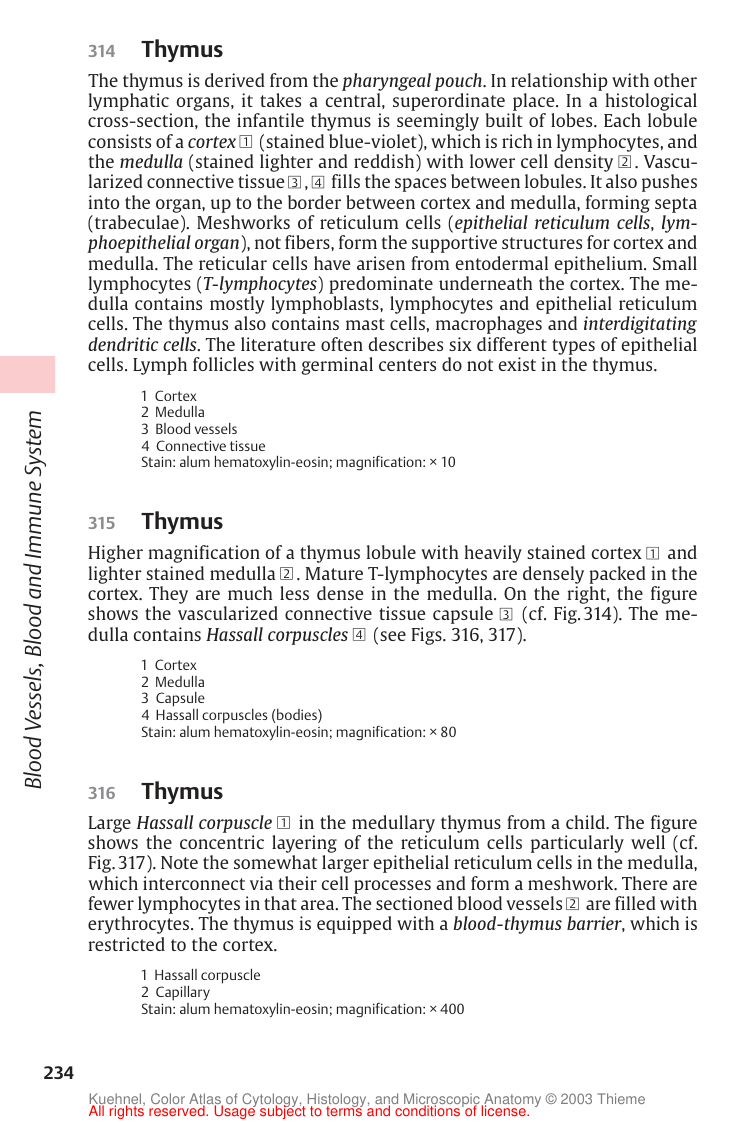 314 Thymus
The thymus is derived from the pharyngeal pouch. In relationship with other
lymphatic organs, it takes a central, superordinate place. In a histological
cross-section, the infantile thymus is seemingly built of lobes. Each lobule
consists of a cortex 1 (stained blue-violet), which is rich in lymphocytes, and
the medulla (stained lighter and reddish) with lower cell density 2. Vascu-
larized connective tissue 3, 4 fills the spaces between lobules. It also pushes
into the organ, up to the border between cortex and medulla, forming septa
(trabeculae). Meshworks of reticulum cells (epithelial reticulum cells, lym-
phoepithelial organ), not fibers, form the supportive structures for cortex and
medulla. The reticular cells have arisen from entodermal epithelium. Small
lymphocytes (T-lymphocytes) predominate underneath the cortex. The me-
dulla contains mostly lymphoblasts, lymphocytes and epithelial reticulum
cells. The thymus also contains mast cells, macrophages and interdigitating
dendritic cells. The literature often describes six different types of epithelial
cells. Lymph follicles with germinal centers do not exist in the thymus.
1 Cortex
2 Medulla
3 Blood vessels
4 Connective tissue
Stain: alum hematoxylin-eosin; magnification: × 10
315 Thymus
Higher magnification of a thymus lobule with heavily stained cortex 1 and
lighter stained medulla 2. Mature T-lymphocytes are densely packed in the
cortex. They are much less dense in the medulla. On the right, the figure
shows the vascularized connective tissue capsule 3 (cf. Fig. 314). The me-
dulla contains Hassall corpuscles 4 (see Figs. 316, 317).
1 Cortex
2 Medulla
3 Capsule
4 Hassall corpuscles (bodies)
Stain: alum hematoxylin-eosin; magnification: × 80
316 Thymus
Large Hassall corpuscle 1 in the medullary thymus from a child. The figure
shows the concentric layering of the reticulum cells particularly well (cf.
Fig. 317). Note the somewhat larger epithelial reticulum cells in the medulla,
which interconnect via their cell processes and form a meshwork. There are
fewer lymphocytes in that area. The sectioned blood vessels 2 are filled with
erythrocytes. The thymus is equipped with a blood-thymus barrier, which is
restricted to the cortex.
1 Hassall corpuscle
2 Capillary
Stain: alum hematoxylin-eosin; magnification: × 400
Blood Vessels, Blood and Immune System
234
Kuehnel, Color Atlas of Cytology, Histology, and Microscopic Anatomy © 2003 Thieme
All rights reserved. Usage subject to terms and conditions of license.